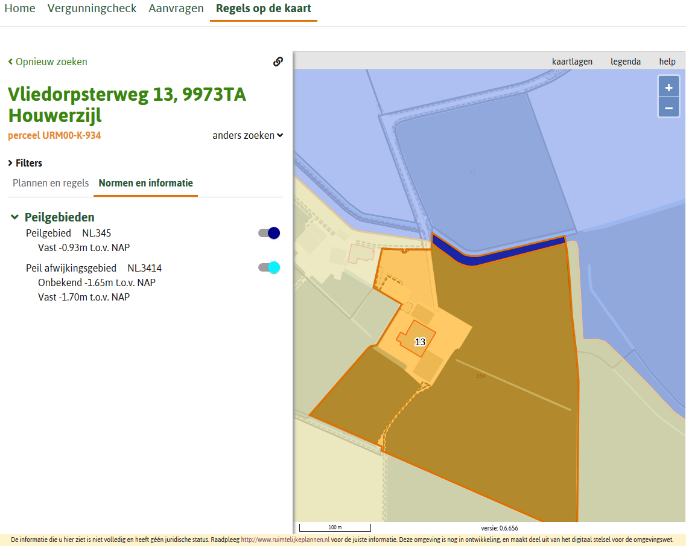 Home Vergunningcheck Aanvragen Regels op de kaart
Opnieuw zoeken
Vliedorpsterweg 13, 9973TA
Houwerzijl
perceel URM00-K-934
anders zoeken
Filters
Plannen en regels Normen en informatie
Peilgebieden
Peilgebied NL.345
Vast -0.93m t.o.v. NAP
Peil afwijkingsgebied NL.3414
Onbekend -1.65m t.o.v. NAP
Vast -1.70m t.o.v. NAP
kaartlagen legenda help
+
−
13
100 m
versie: 0.6.656
De informatie die u hier ziet is niet volledig en heeft géén juridische status. Raadpleeg http://www.ruimtelijkeplannen.nl voor de juiste informatie. Deze omgeving is nog in ontwikkeling, en maakt deel uit van het digitaal stelsel voor de omgevingswet.